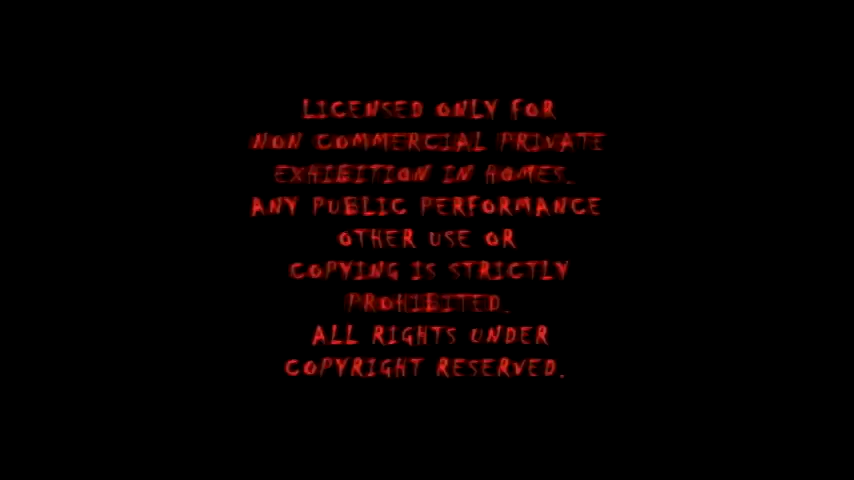 LICENSED ONLY FOR
NON COMMERCIAL PRIVATE
EXHIBITION IN HOMES.
ANY PUBLIC PERFORMANCE
OTHER USE OR
COPYING IS STRICTLY
PROHIBITED.
ALL RIGHTS UNDER
COPYRIGHT RESERVED.